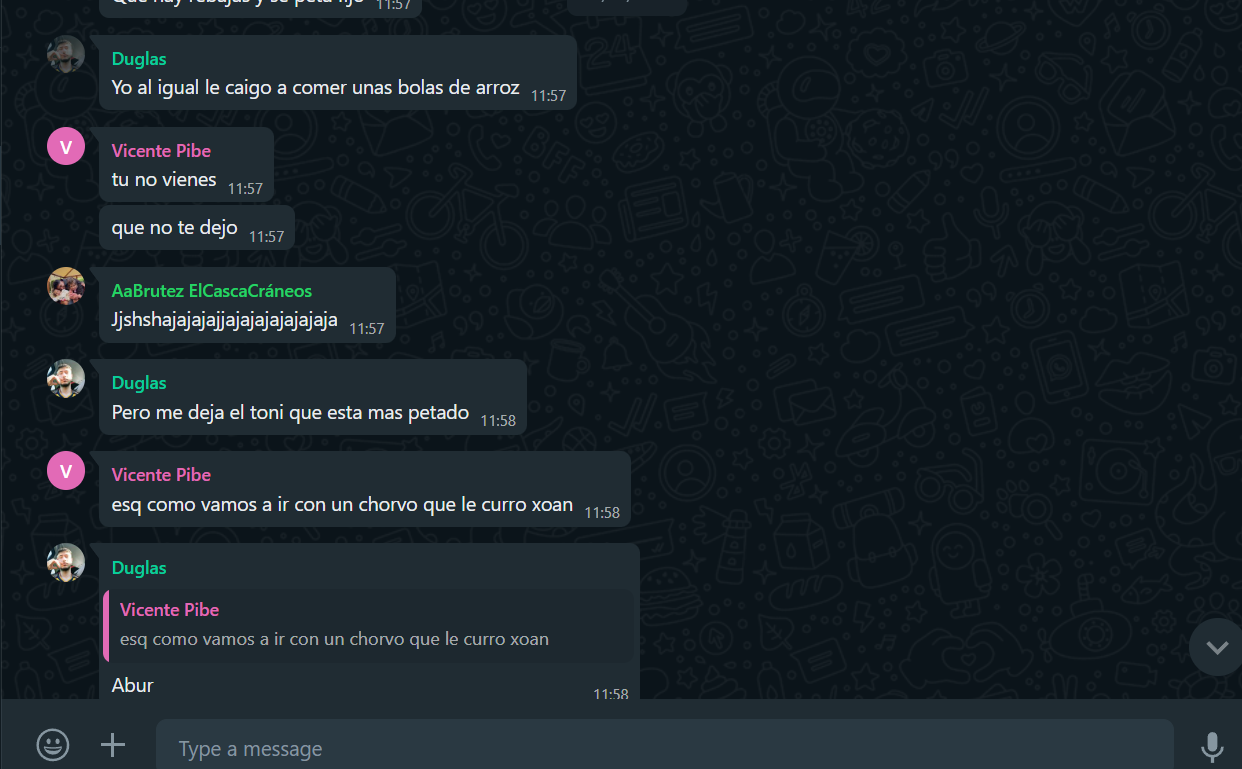 Que hay rebajas y se peta fijo 11:57
Duglas
Yo al igual le caigo a comer unas bolas de arroz 11:57
V
Vicente Pibe
tu no vienes 11:57
que no te dejo 11:57
AaBrutez ElCascaCráneos
Jjshshajajajajjajajajajajajaja 11:57
Duglas
Pero me deja el toni que esta mas petado 11:58
V
Vicente Pibe
esq como vamos a ir con un chorvo que le curro xoan 11:58
Duglas
Vicente Pibe
esq como vamos a ir con un chorvo que le curro xoan
Abur 11:58
Type a message